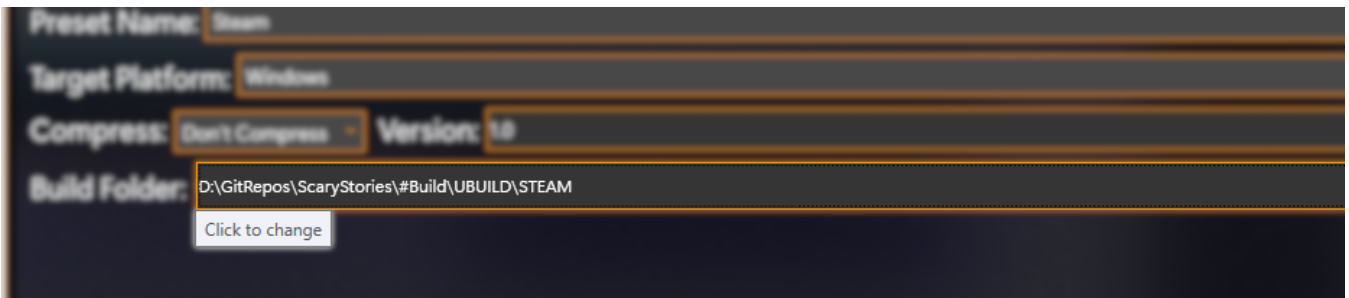 Preset Name: Steam
Target Platform: Windows
Compress: Don't Compress Version: 1.0
Build Folder: D:\GitRepos\ScaryStories\#Build\UBUILD\STEAM
Click to change